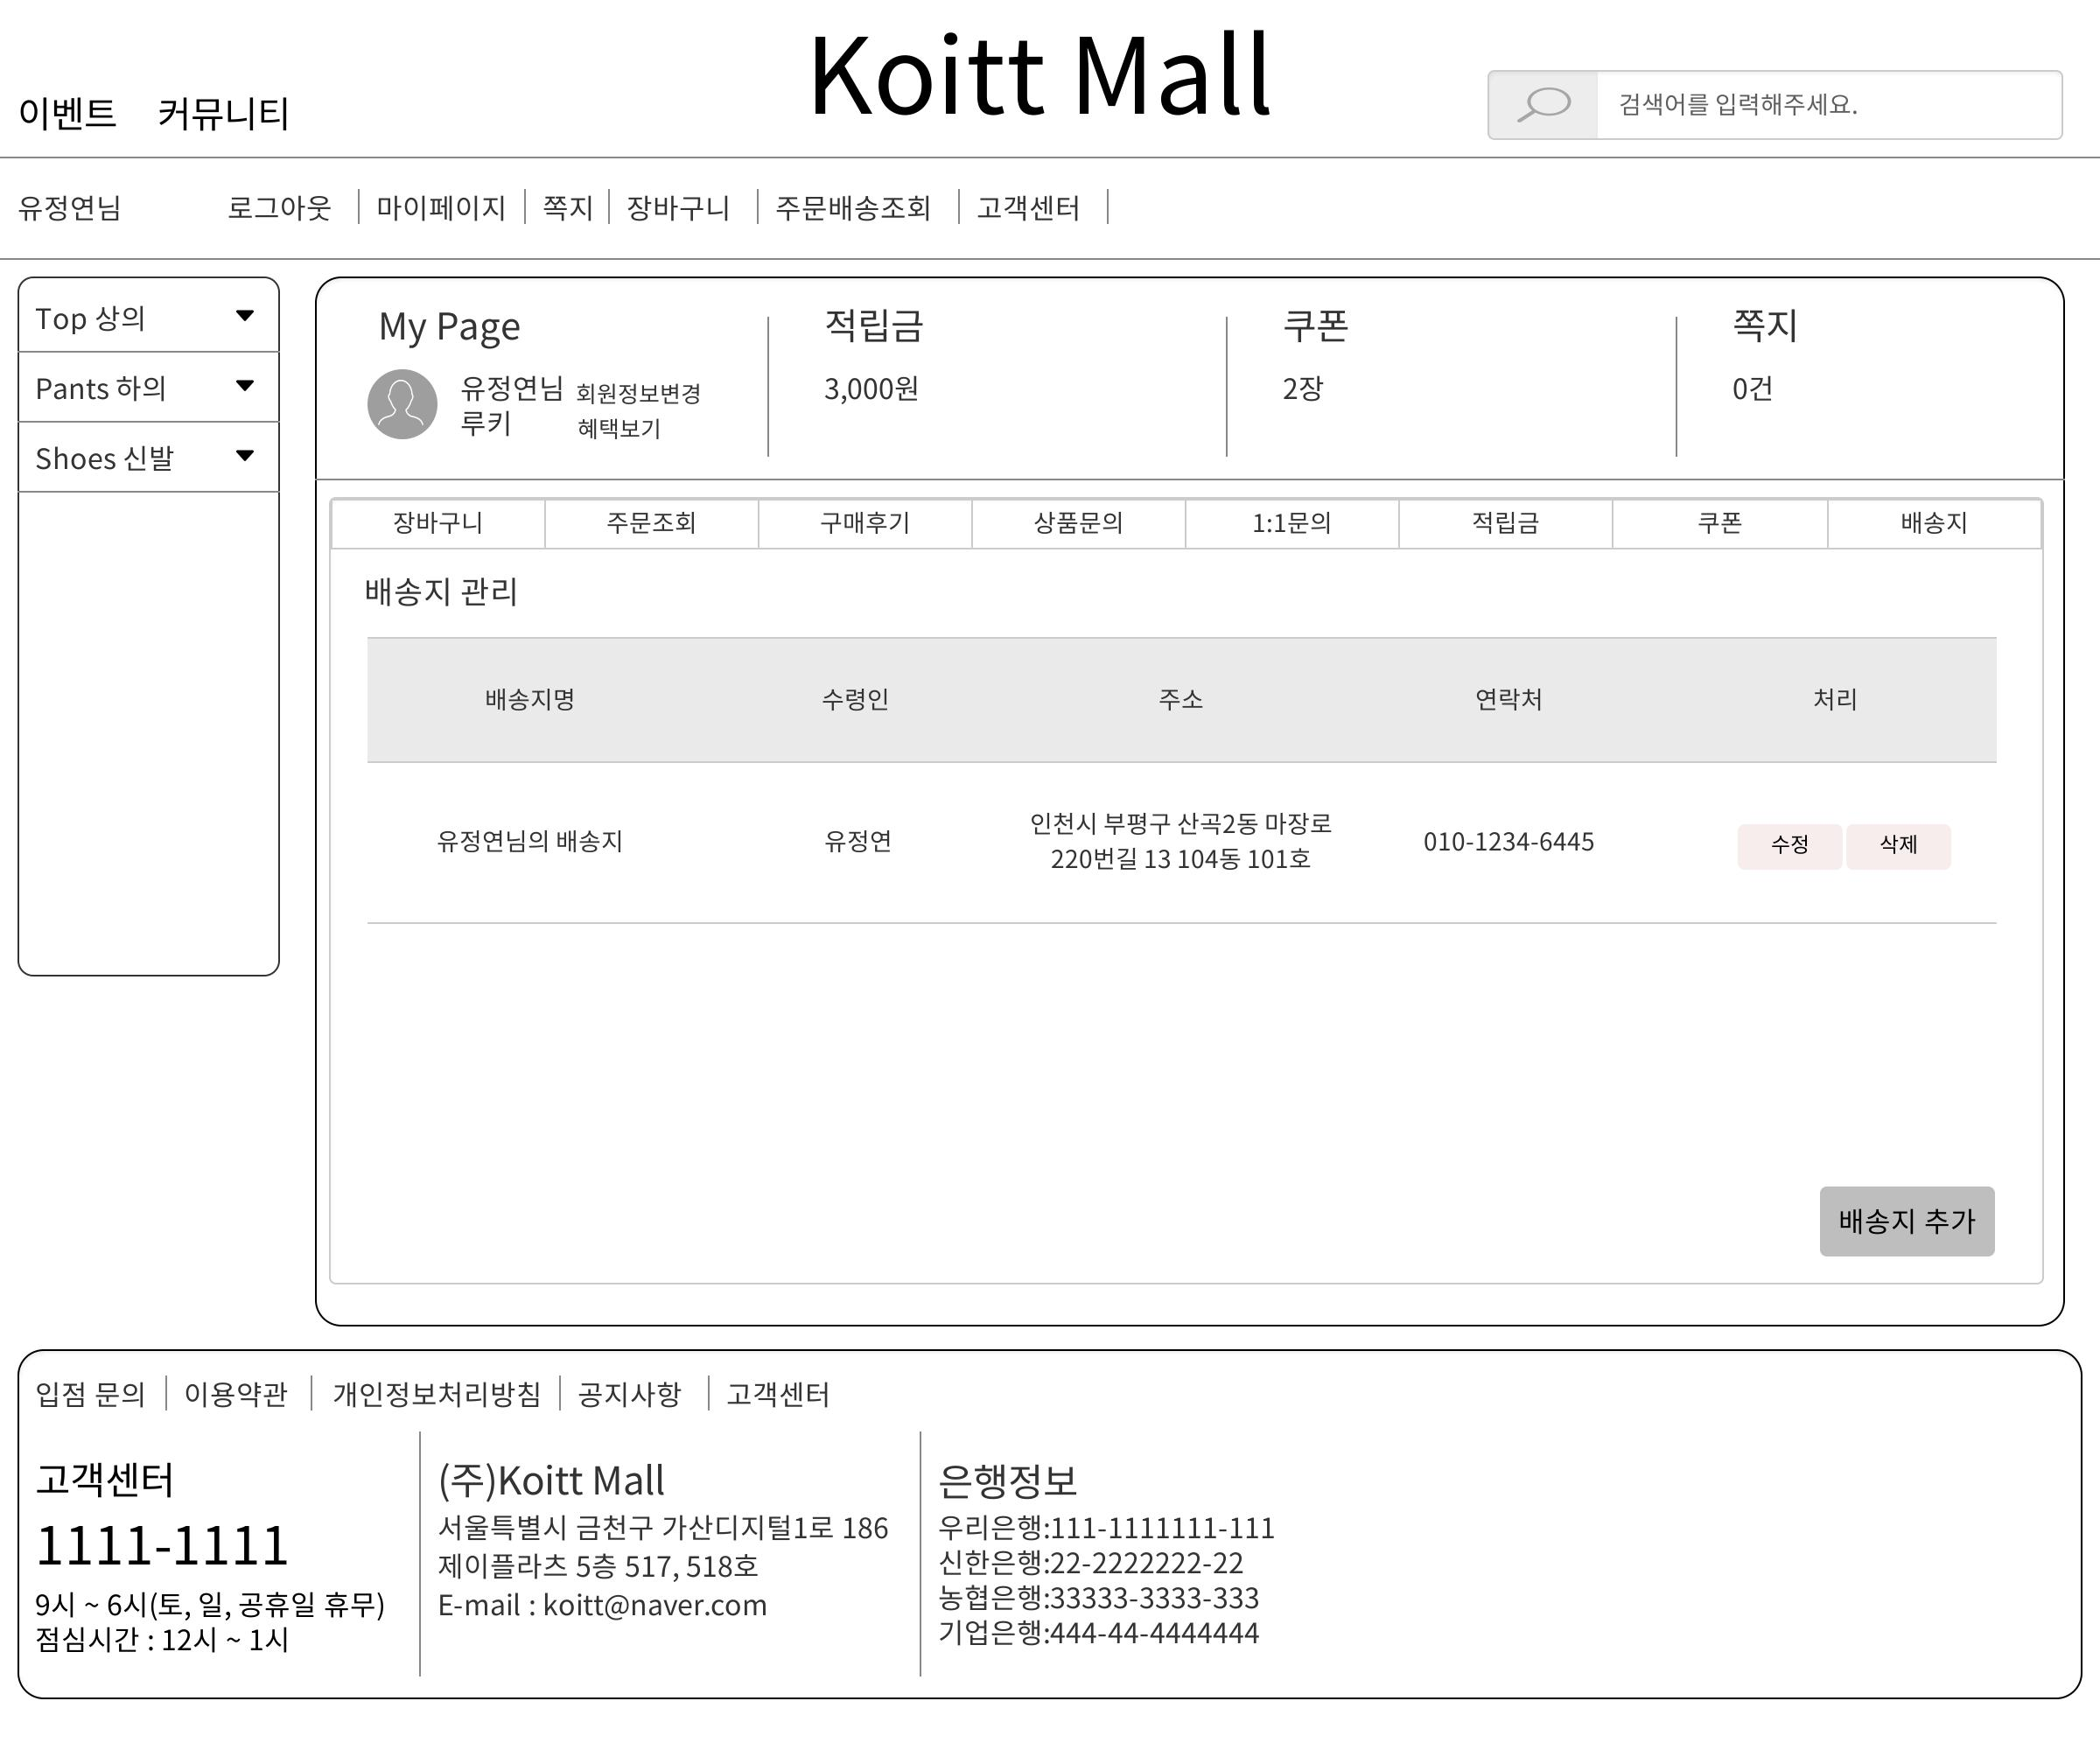 Koitt Mall
이벤트 커뮤니티
검색어를 입력해주세요.
유정연님 로그아웃 마이페이지 쪽지 장바구니 주문배송조회 고객센터
Top 상의
Pants 하의
Shoes 신발
My Page
유정연님 회원정보변경
루키 혜택보기
적립금
3,000원
쿠폰
2장
쪽지
0건
장바구니 주문조회 구매후기 상품문의 1:1문의 적립금 쿠폰 배송지
배송지 관리
배송지명 수령인 주소 연락처 처리
유정연님의 배송지 유정연
인천시 부평구 산곡2동 마장로
220번길 13 104동 101호
010-1234-6445 수정 삭제
배송지 추가
입점 문의 이용약관 개인정보처리방침 공지사항 고객센터
고객센터
1111-1111
9시 ~ 6시(토, 일, 공휴일 휴무)
점심시간 : 12시 ~ 1시
(주)Koitt Mall
서울특별시 금천구 가산디지털1로 186
제이플라츠 5층 517, 518호
E-mail : koitt@naver.com
은행정보
우리은행:111-1111111-111
신한은행:22-2222222-22
농협은행:33333-3333-333
기업은행:444-44-4444444